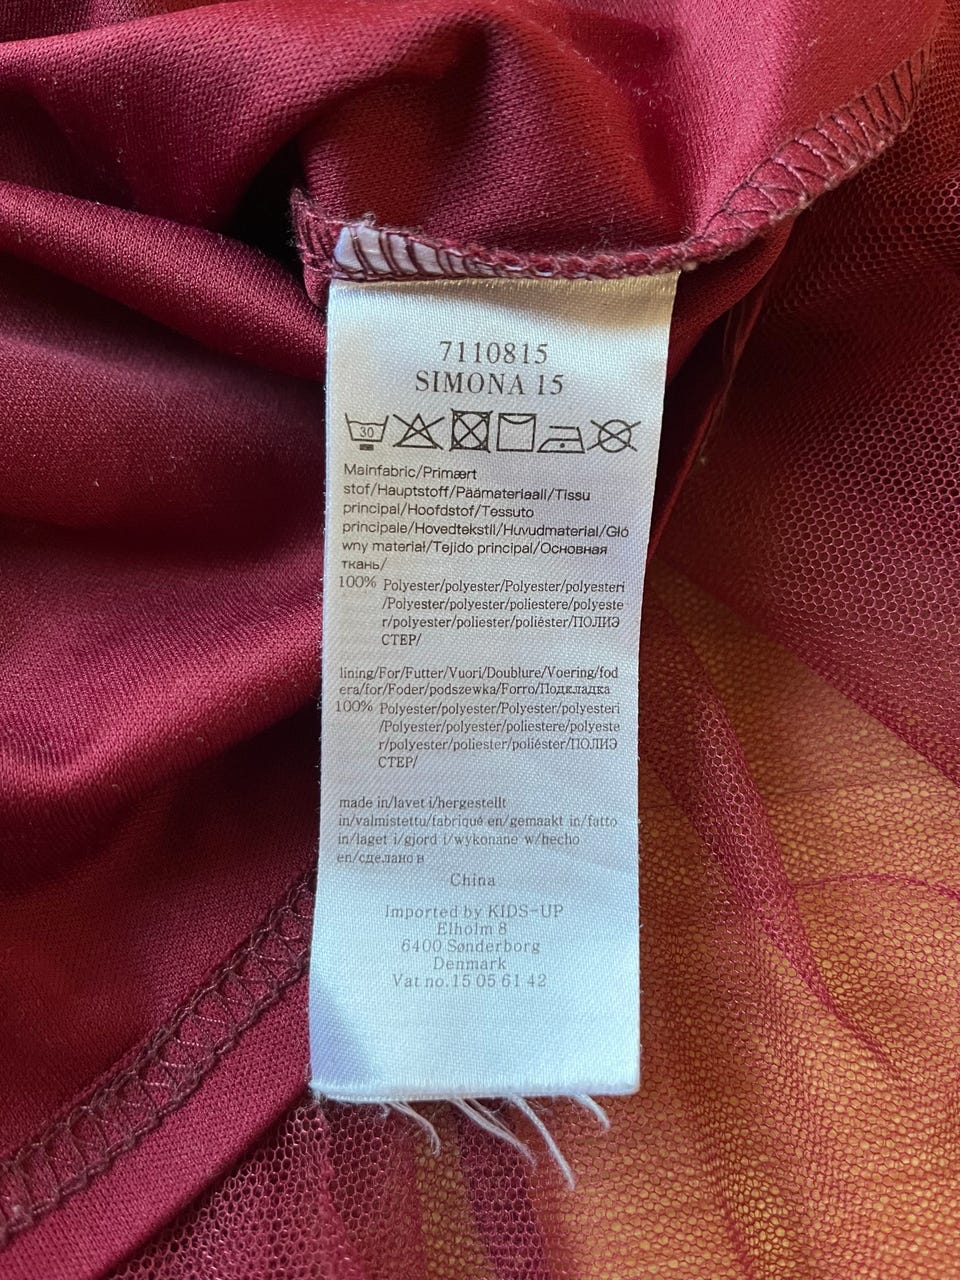 7110815
SIMONA 15
30
Mainfabric/Primært
stof/Hauptstoff/Päämateriaali/Tissu
principal/Hoofdstof/Tessuto
principale/Hovedtekstil/Huvudmaterial/Gló
wny materiał/Tejido principal/Основная
ткань/
100% Polyester/polyester/Polyester/polyesteri
/Polyester/polyester/poliestere/polyeste
r/polyester/poliester/poliéster/ПОЛИЭ
СТЕР/
lining/For/Futter/Vuori/Doublure/Voering/fod
era/for/Foder/podszewka/Forro/Подкладка
100% Polyester/polyester/Polyester/polyesteri
/Polyester/polyester/poliestere/polyeste
r/polyester/poliester/poliéster/ПОЛИЭ
СТЕР/
made in/lavet i/hergestellt
in/valmistettu/fabriqué en/gemaakt in/fatto
in/laget i/gjord i/wykonane w/hecho
en/сделано в
China
Imported by KIDS-UP
Elholm 8
6400 Sønderborg
Denmark
Vat no.15 05 61 42